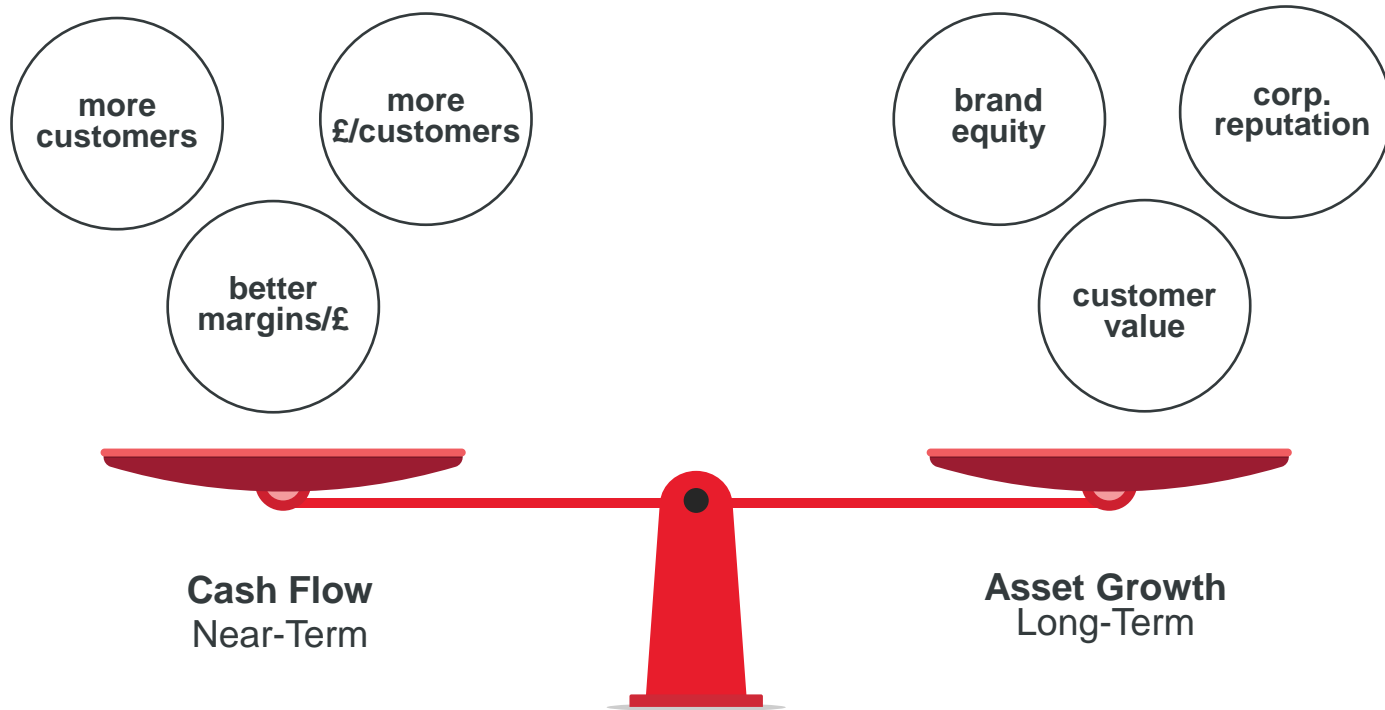 more
customers
more
£/customers
better
margins/£
brand
equity
corp.
reputation
customer
value
Cash Flow
Near-Term
Asset Growth
Long-Term